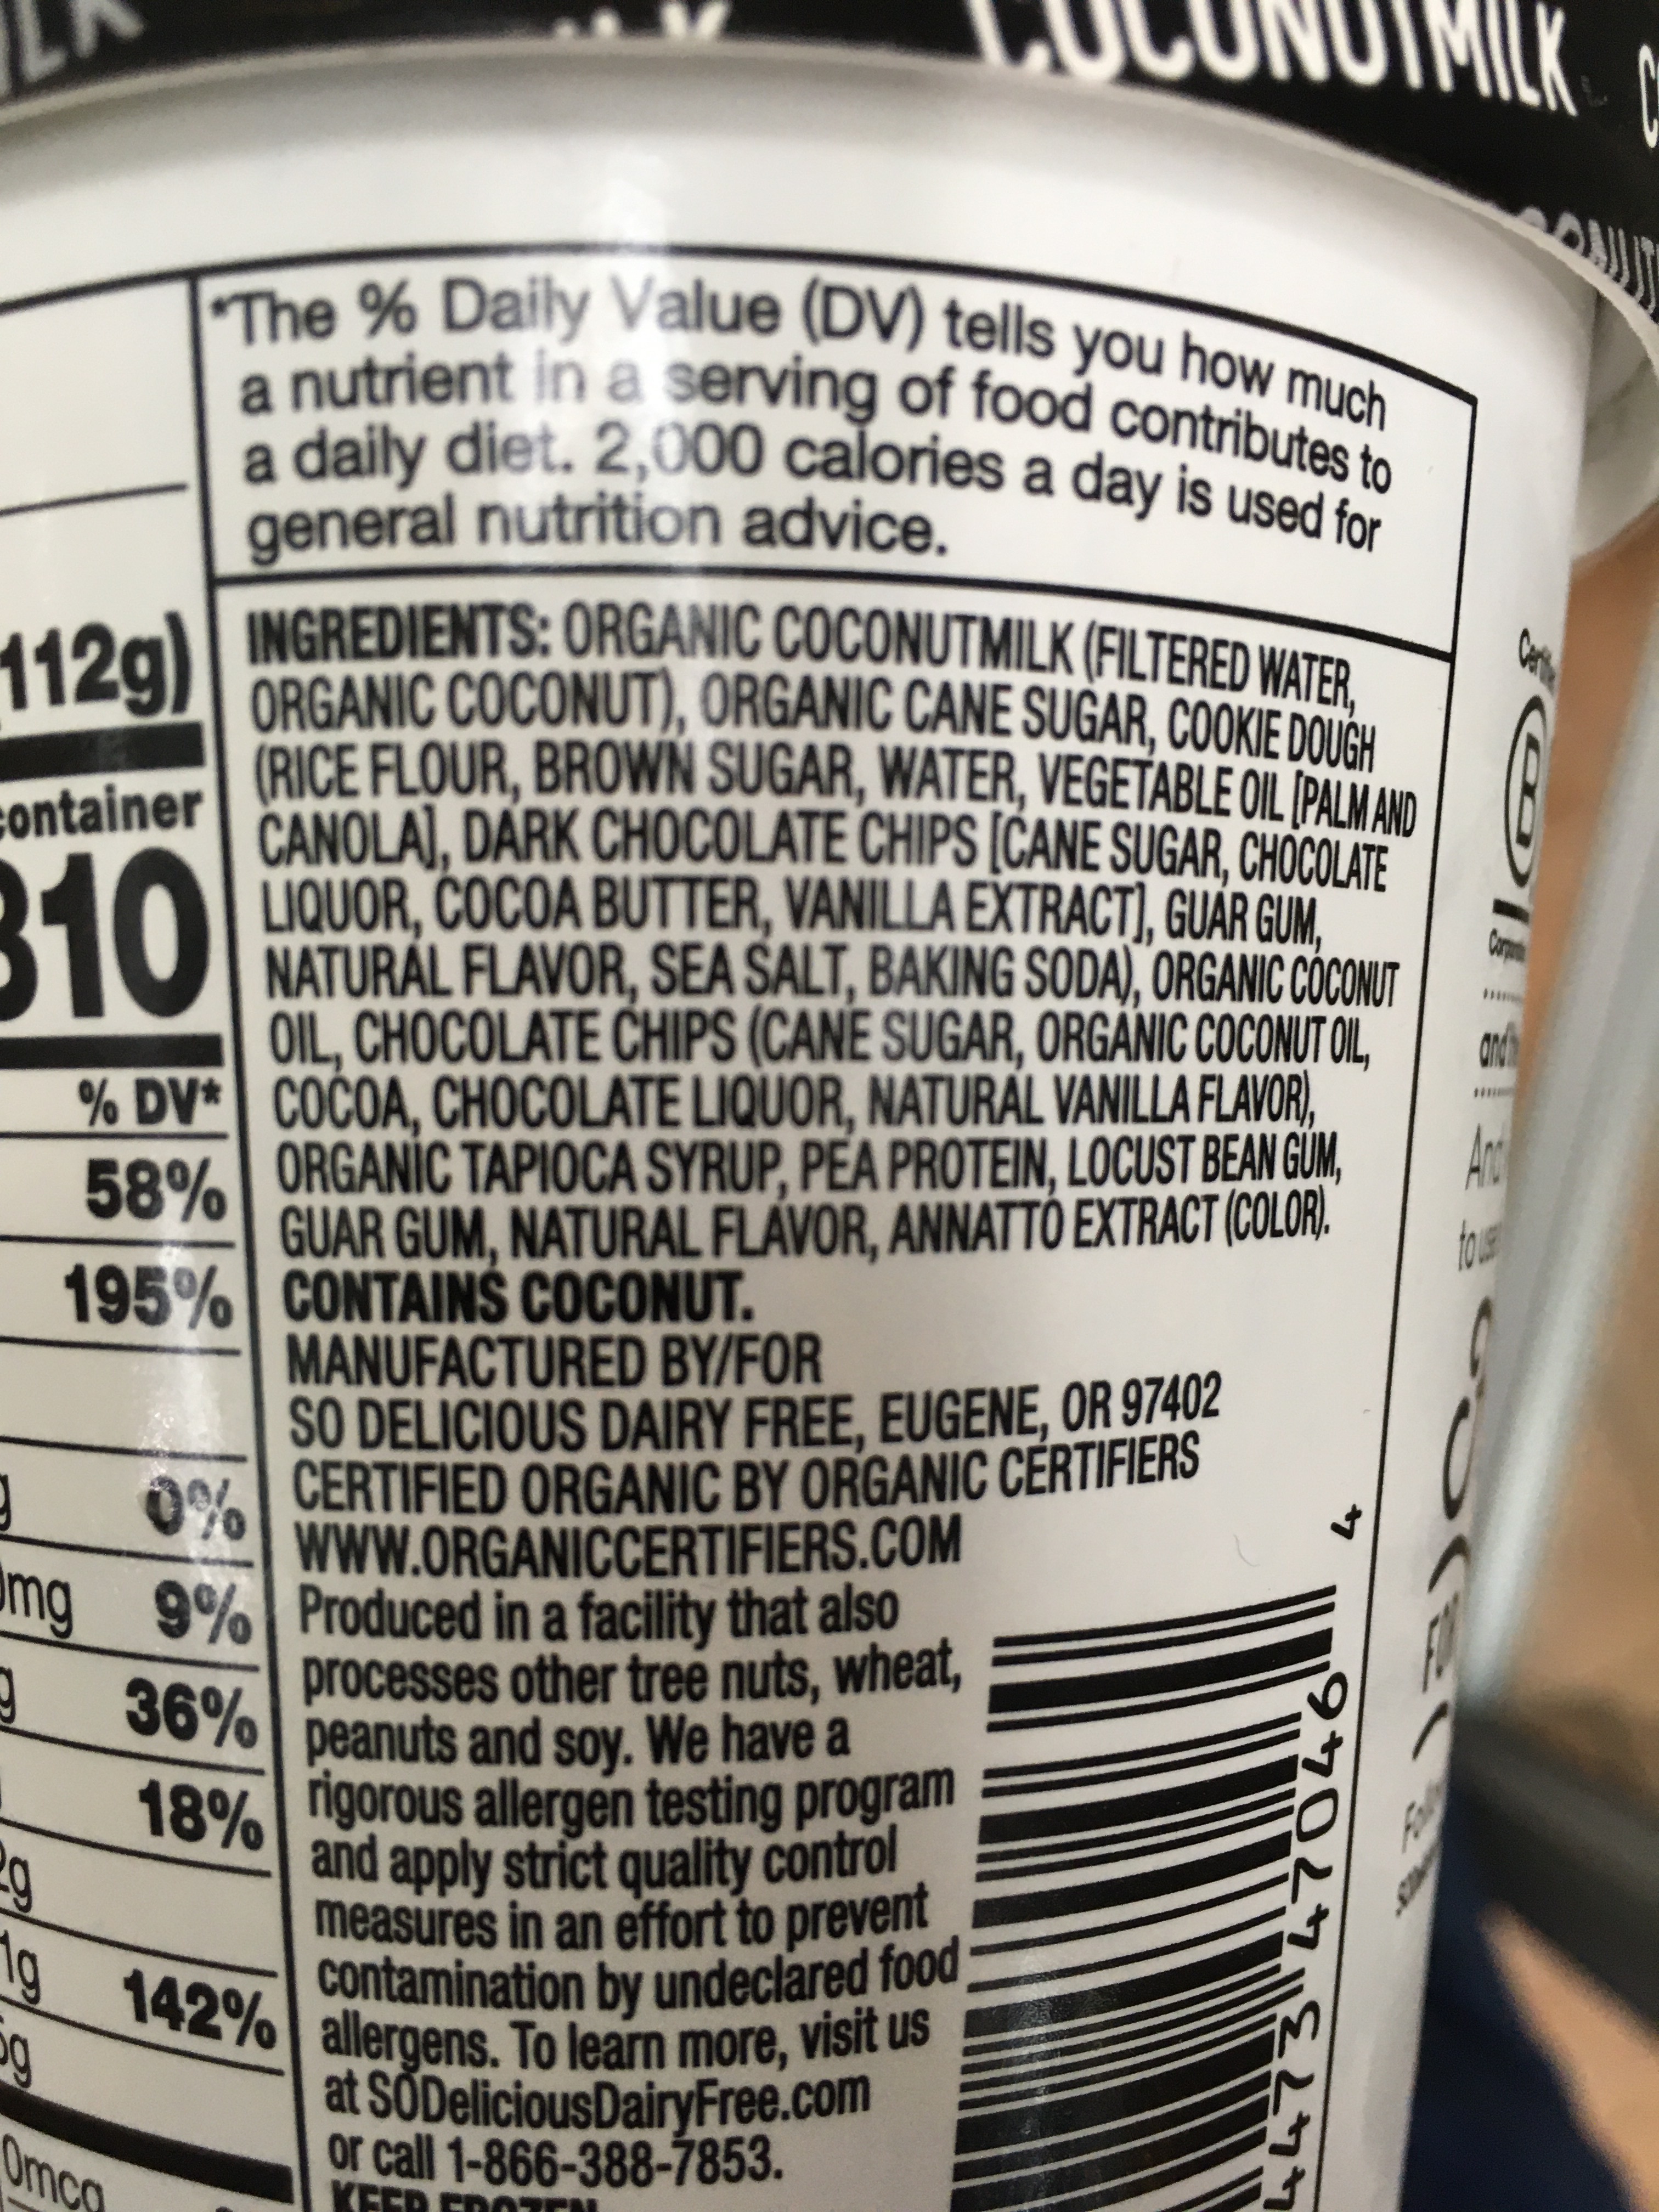 COCONUTMILK
*The % Daily Value (DV) tells you how much
a nutrient in a serving of food contributes to
a daily diet. 2,000 calories a day is used for
general nutrition advice.
112g)
container
310
% DV*
58%
195%
0%
mg 9%
36%
18%
2g
1g 142%
0mcg
INGREDIENTS: ORGANIC COCONUTMILK (FILTERED WATER,
ORGANIC COCONUT), ORGANIC CANE SUGAR, COOKIE DOUGH
(RICE FLOUR, BROWN SUGAR, WATER, VEGETABLE OIL [PALM AND
CANOLA], DARK CHOCOLATE CHIPS [CANE SUGAR, CHOCOLATE
LIQUOR, COCOA BUTTER, VANILLA EXTRACT], GUAR GUM,
NATURAL FLAVOR, SEA SALT, BAKING SODA), ORGANIC COCONUT
OIL, CHOCOLATE CHIPS (CANE SUGAR, ORGANIC COCONUT OIL,
COCOA, CHOCOLATE LIQUOR, NATURAL VANILLA FLAVOR),
ORGANIC TAPIOCA SYRUP, PEA PROTEIN, LOCUST BEAN GUM,
GUAR GUM, NATURAL FLAVOR, ANNATTO EXTRACT (COLOR).
CONTAINS COCONUT.
MANUFACTURED BY/FOR
SO DELICIOUS DAIRY FREE, EUGENE, OR 97402
CERTIFIED ORGANIC BY ORGANIC CERTIFIERS
WWW.ORGANICCERTIFIERS.COM
Produced in a facility that also
processes other tree nuts, wheat,
peanuts and soy. We have a
rigorous allergen testing program
and apply strict quality control
measures in an effort to prevent
contamination by undeclared food
allergens. To learn more, visit us
at SODeliciousDairyFree.com
or call 1-866-388-7853.
KEEP FROZEN
4473 47046 4
B